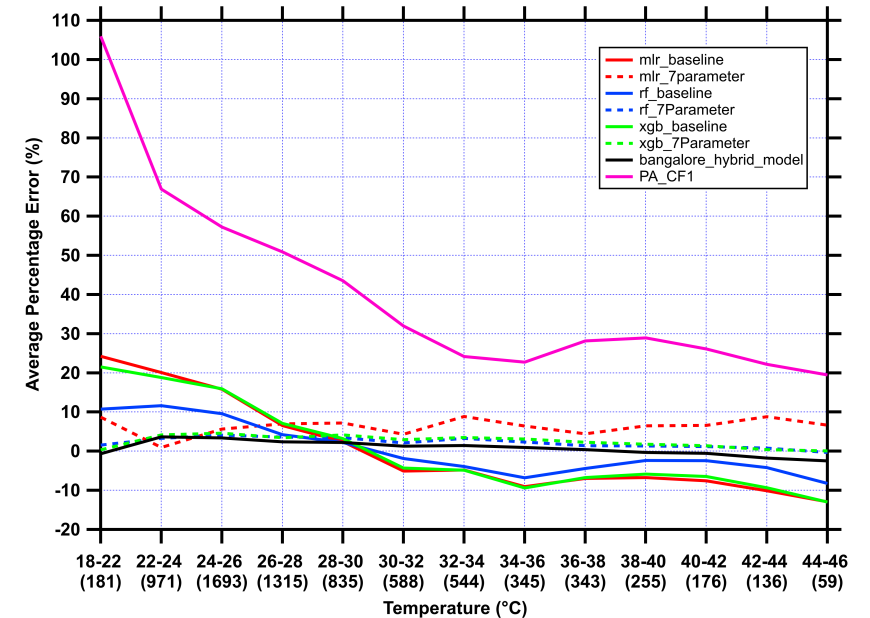 110
100
90
80
70
60
50
40
30
20
10
0
-10
-20
Average Percentage Error (%)
mlr_baseline
mlr_7parameter
rf_baseline
rf_7Parameter
xgb_baseline
xgb_7Parameter
bangalore_hybrid_model
PA_CF1
18-22 22-24 24-26 26-28 28-30 30-32 32-34 34-36 36-38 38-40 40-42 42-44 44-46
(181) (971) (1693) (1315) (835) (588) (544) (345) (343) (255) (176) (136) (59)
Temperature (°C)